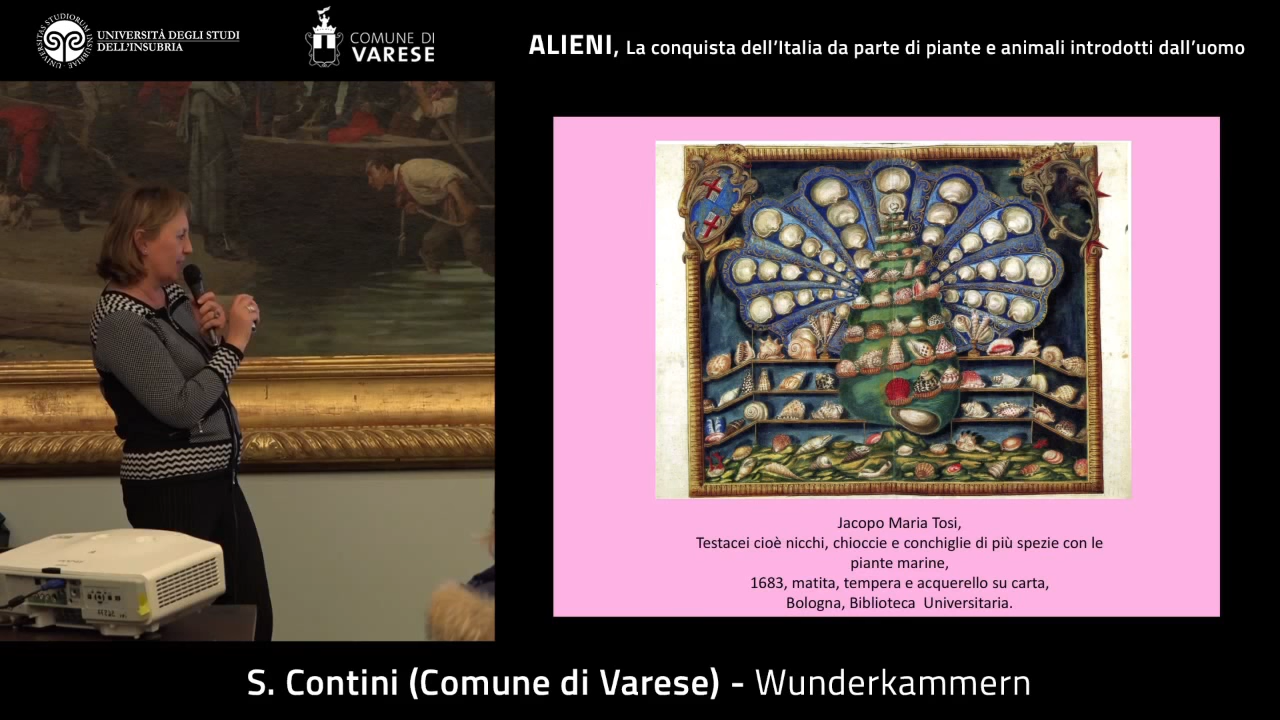 UNIVERSITÀ DEGLI STUDI
DELL'INSUBRIA
COMUNE DI
VARESE
ALIENI, La conquista dell'Italia da parte di piante e animali introdotti dall'uomo
Jacopo Maria Tosi,
Testacei cioè nicchi, chioccie e conchiglie di più spezie con le
piante marine,
1683, matita, tempera e acquerello su carta,
Bologna, Biblioteca Universitaria.
S. Contini (Comune di Varese) - Wunderkammern